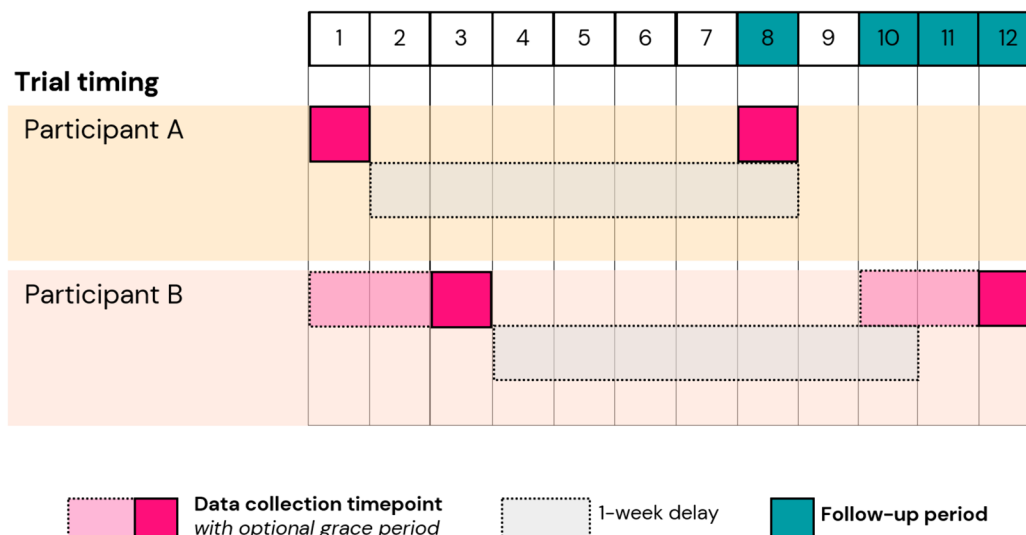 1 2 3 4 5 6 7 8 9 10 11 12
Trial timing
Participant A
Participant B
Data collection timepoint
with optional grace period
1-week delay
Follow-up period